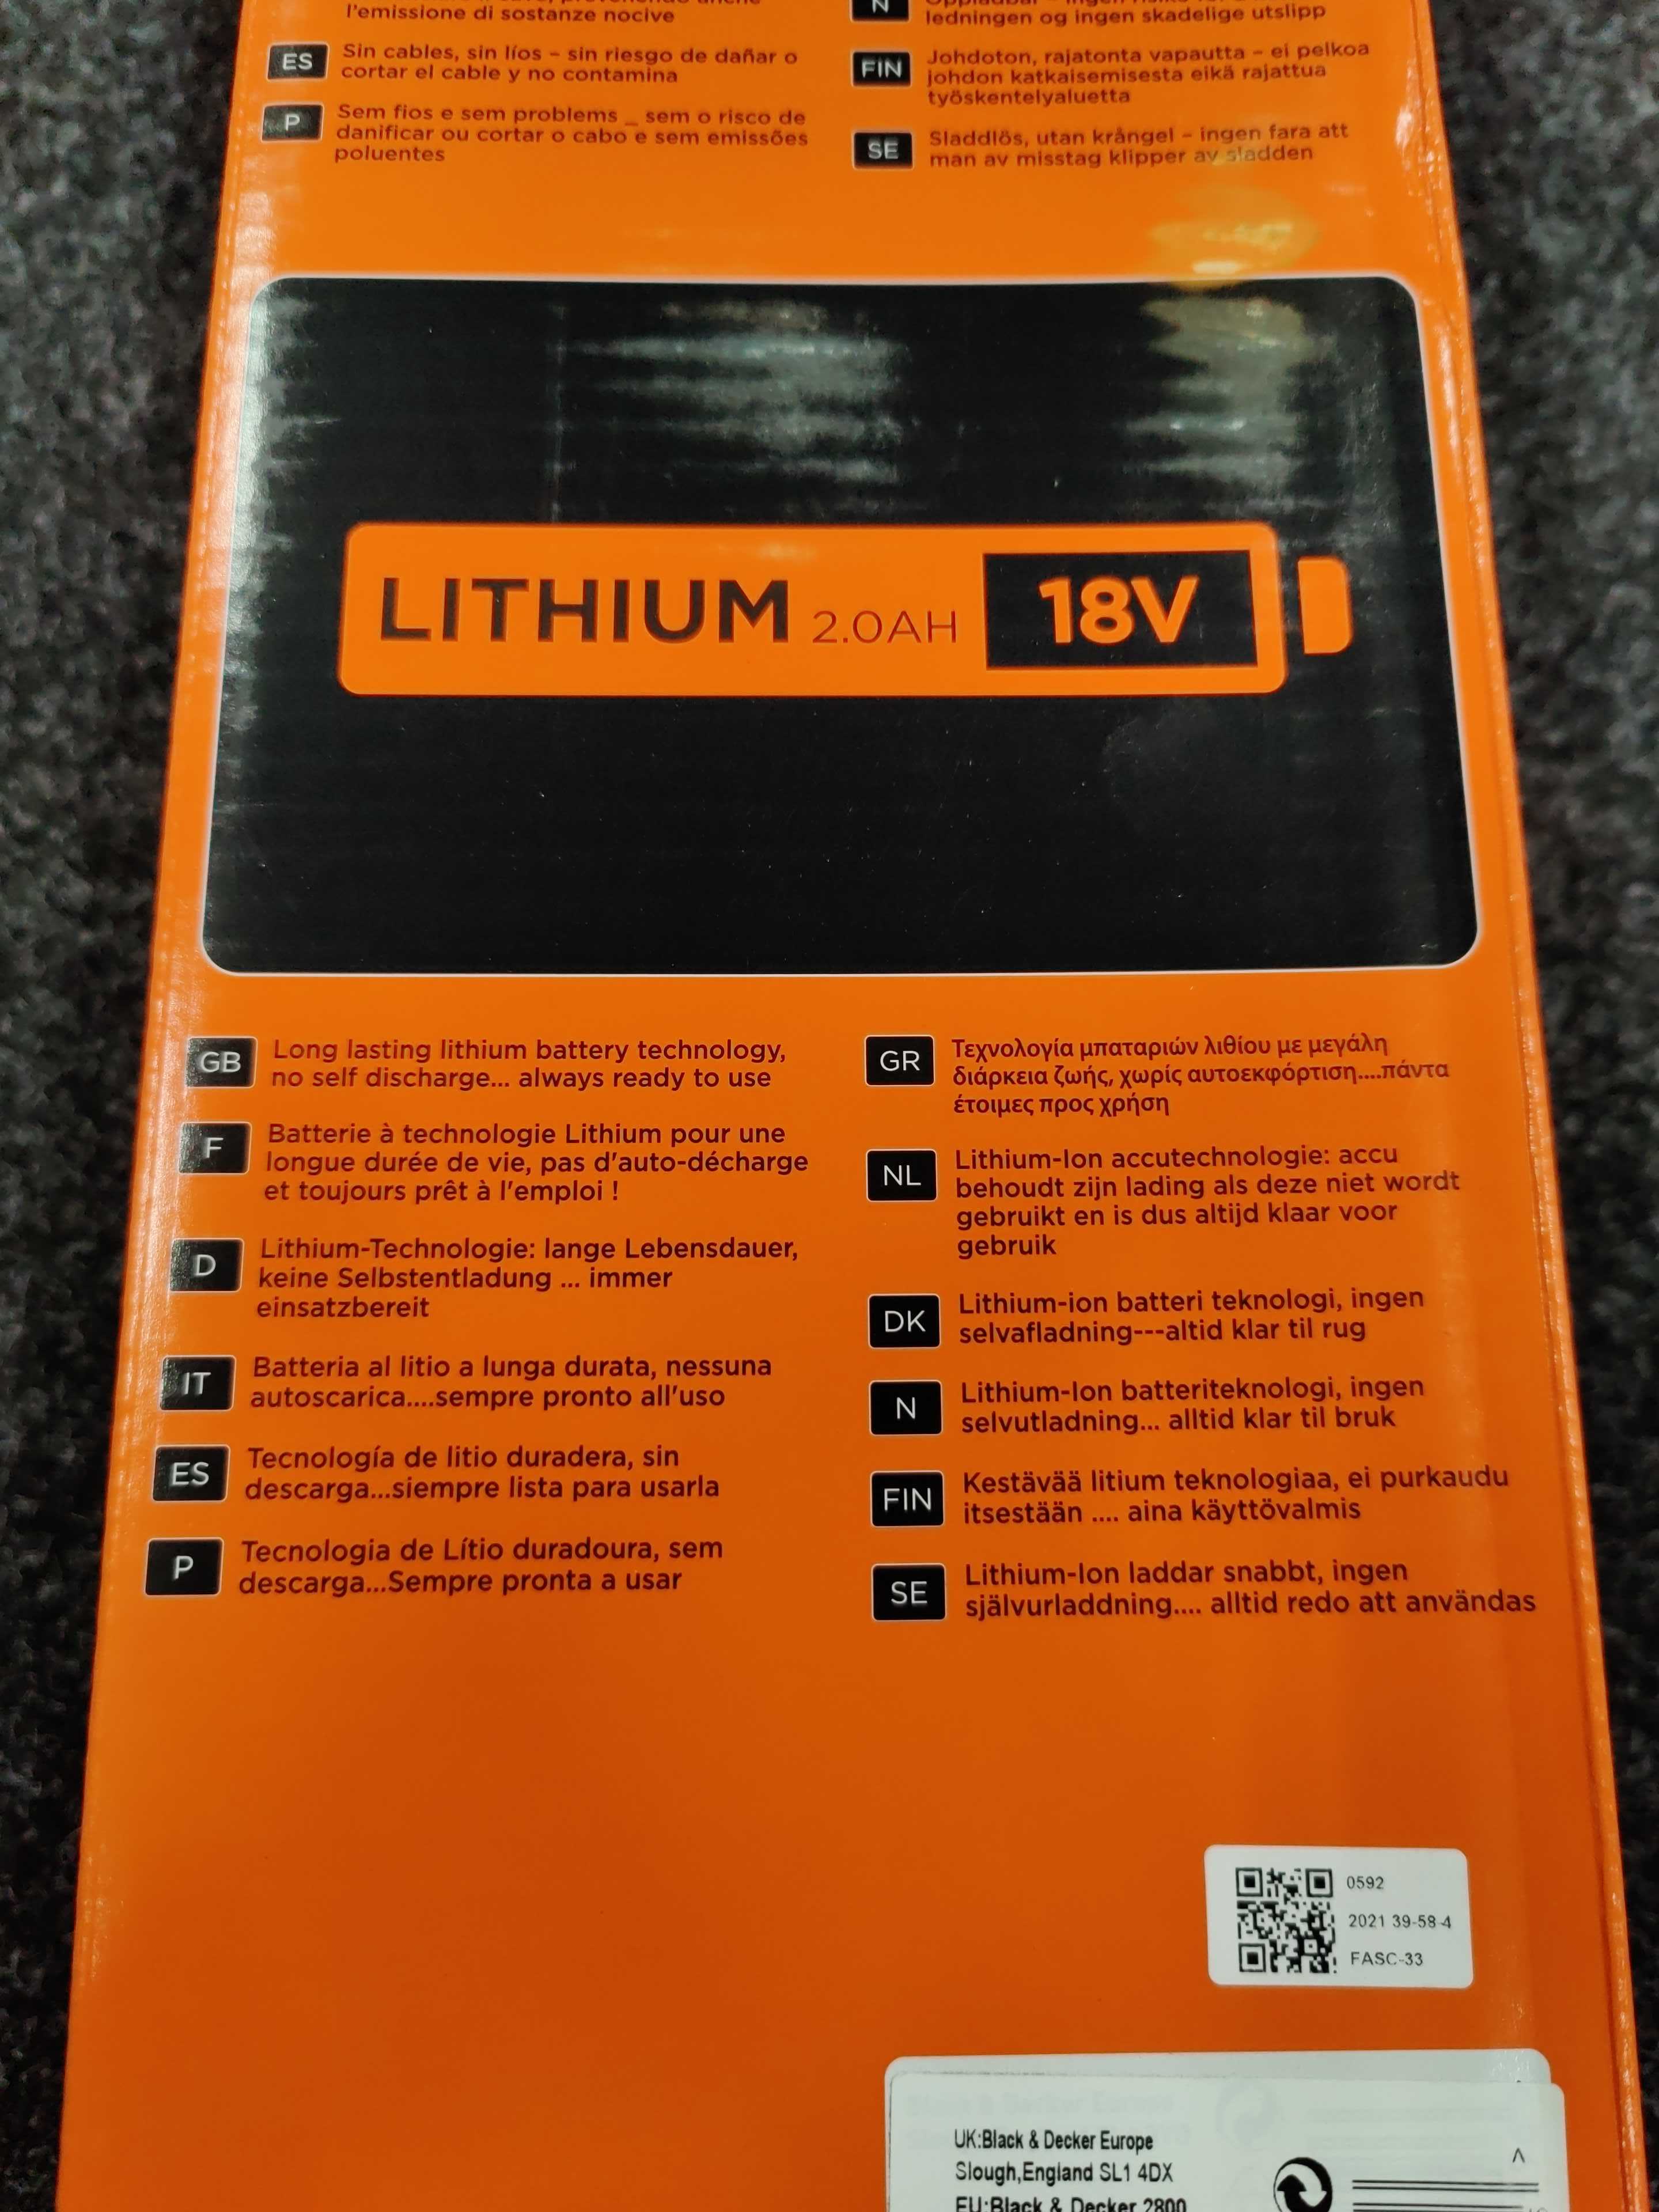 l'emissione di sostanze nocive
ES
Sin cables, sin líos – sin riesgo de dañar o
cortar el cable y no contamina
P
Sem fios e sem problems _ sem o risco de
danificar ou cortar o cabo e sem emissões
poluentes
N
ledningen og ingen skadelige utslipp
FIN
Johdoton, rajatonta vapautta – ei pelkoa
johdon katkaisemisesta eikä rajattua
työskentelyaluetta
SE
Sladdlös, utan krångel – ingen fara att
man av misstag klipper av sladden
LITHIUM 2.0AH 18V
GB
Long lasting lithium battery technology,
no self discharge... always ready to use
F
Batterie à technologie Lithium pour une
longue durée de vie, pas d'auto-décharge
et toujours prêt à l'emploi !
D
Lithium-Technologie: lange Lebensdauer,
keine Selbstentladung ... immer
einsatzbereit
IT
Batteria al litio a lunga durata, nessuna
autoscarica....sempre pronto all'uso
ES
Tecnología de litio duradera, sin
descarga...siempre lista para usarla
P
Tecnologia de Lítio duradoura, sem
descarga...Sempre pronta a usar
GR
Τεχνολογία μπαταριών λιθίου με μεγάλη
διάρκεια ζωής, χωρίς αυτοεκφόρτιση....πάντα
έτοιμες προς χρήση
NL
Lithium-Ion accutechnologie: accu
behoudt zijn lading als deze niet wordt
gebruikt en is dus altijd klaar voor
gebruik
DK
Lithium-ion batteri teknologi, ingen
selvafladning---altid klar til rug
N
Lithium-Ion batteriteknologi, ingen
selvutladning... alltid klar til bruk
FIN
Kestävää litium teknologiaa, ei purkaudu
itsestään .... aina käyttövalmis
SE
Lithium-Ion laddar snabbt, ingen
självurladdning.... alltid redo att användas
0592
2021 39-58-4
FASC-33
UK:Black & Decker Europe
Slough,England SL1 4DX
EU:Black & Decker 2800